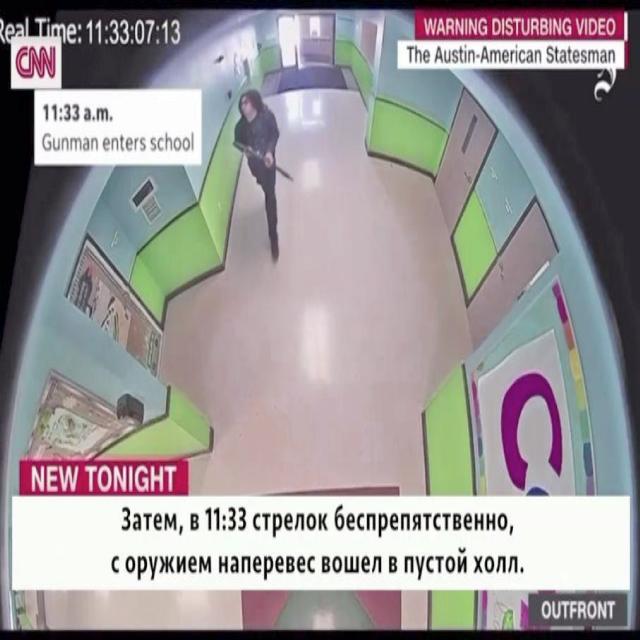 Real Time: 11:33:07:13
WARNING DISTURBING VIDEO
The Austin-American Statesman
CNN
11:33 a.m.
Gunman enters school
NEW TONIGHT
Затем, в 11:33 стрелок беспрепятственно,
с оружием наперевес вошел в пустой холл.
OUTFRONT